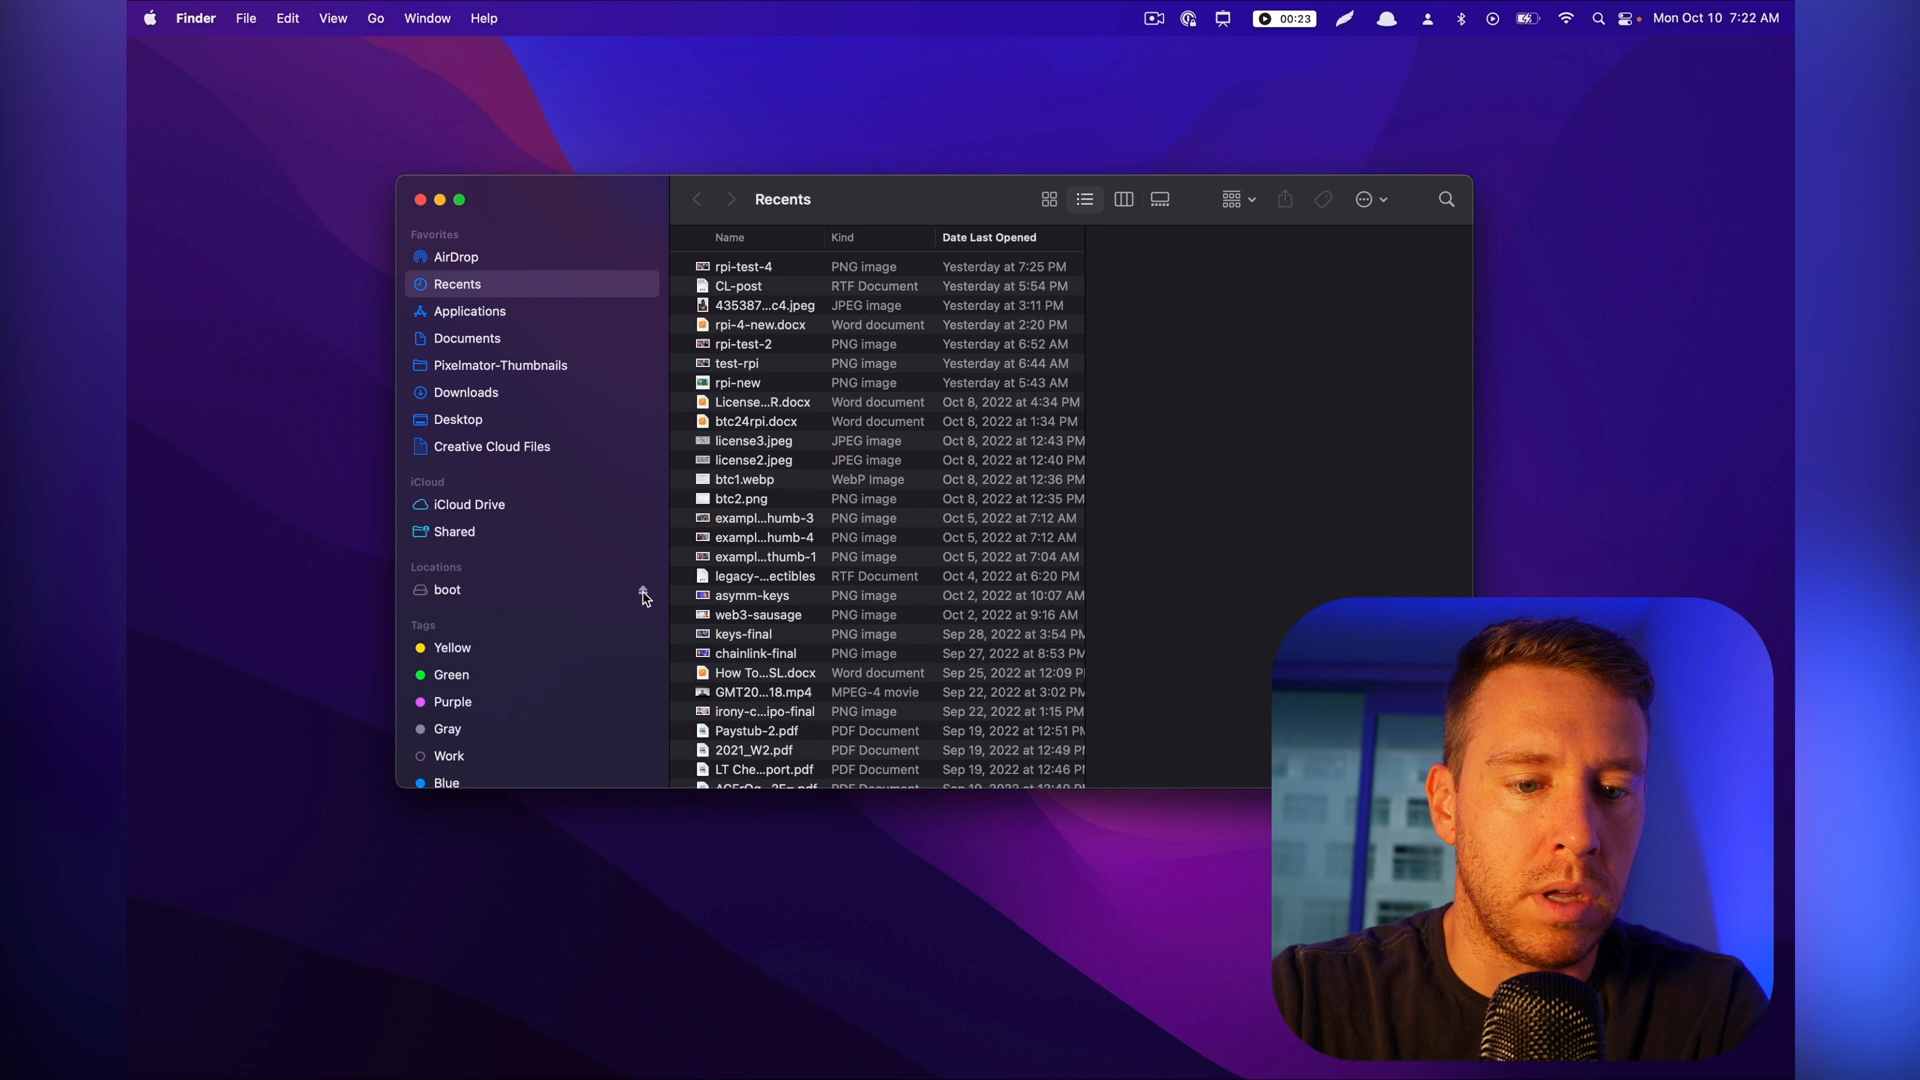 Finder File Edit View Go Window Help 00:23 Mon Oct 10 7:22 AM
Recents
Favorites
AirDrop
Recents
Applications
Documents
Pixelmator-Thumbnails
Downloads
Desktop
Creative Cloud Files
iCloud
iCloud Drive
Shared
Locations
boot
Tags
Yellow
Green
Purple
Gray
Work
Blue
Name Kind Date Last Opened
rpi-test-4 PNG image Yesterday at 7:25 PM
CL-post RTF Document Yesterday at 5:54 PM
435387...c4.jpeg JPEG image Yesterday at 3:11 PM
rpi-4-new.docx Word document Yesterday at 2:20 PM
rpi-test-2 PNG image Yesterday at 6:52 AM
test-rpi PNG image Yesterday at 6:44 AM
rpi-new PNG image Yesterday at 5:43 AM
License...R.docx Word document Oct 8, 2022 at 4:34 PM
btc24rpi.docx Word document Oct 8, 2022 at 1:34 PM
license3.jpeg JPEG image Oct 8, 2022 at 12:43 PM
license2.jpeg JPEG image Oct 8, 2022 at 12:40 PM
btc1.webp WebP Image Oct 8, 2022 at 12:36 PM
btc2.png PNG image Oct 8, 2022 at 12:35 PM
exampl...humb-3 PNG image Oct 5, 2022 at 7:12 AM
exampl...humb-4 PNG image Oct 5, 2022 at 7:12 AM
exampl...thumb-1 PNG image Oct 5, 2022 at 7:04 AM
legacy-...ectibles RTF Document Oct 4, 2022 at 6:20 PM
asymm-keys PNG image Oct 2, 2022 at 10:07 AM
web3-sausage PNG image Oct 2, 2022 at 9:16 AM
keys-final PNG image Sep 28, 2022 at 3:54 PM
chainlink-final PNG image Sep 27, 2022 at 8:53 PM
How To...SL.docx Word document Sep 25, 2022 at 12:09 P
GMT20...18.mp4 MPEG-4 movie Sep 22, 2022 at 3:02 PM
irony-c...ipo-final PNG image Sep 22, 2022 at 1:15 PM
Paystub-2.pdf PDF Document Sep 19, 2022 at 12:51 P
2021_W2.pdf PDF Document Sep 19, 2022 at 12:49 P
LT Che...port.pdf PDF Document Sep 19, 2022 at 12:46 P